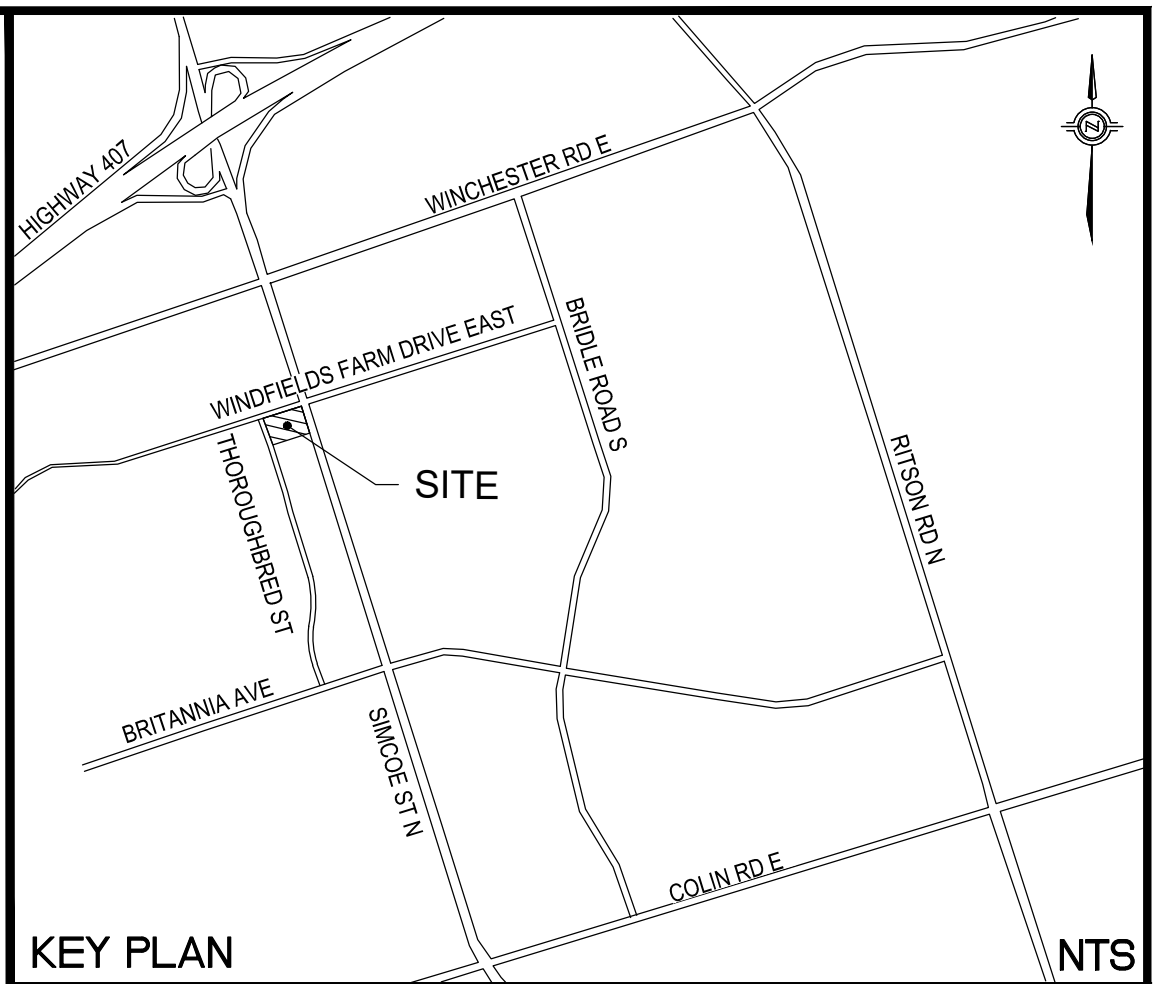 HIGHWAY 407
WINCHESTER RD E
Z
WINDFIELDS FARM DRIVE EAST
BRIDLE ROAD S
THOROUGHBRED ST
SITE
RITSON RD N
BRITANNIA AVE
SIMCOE ST N
COLIN RD E
KEY PLAN
NTS